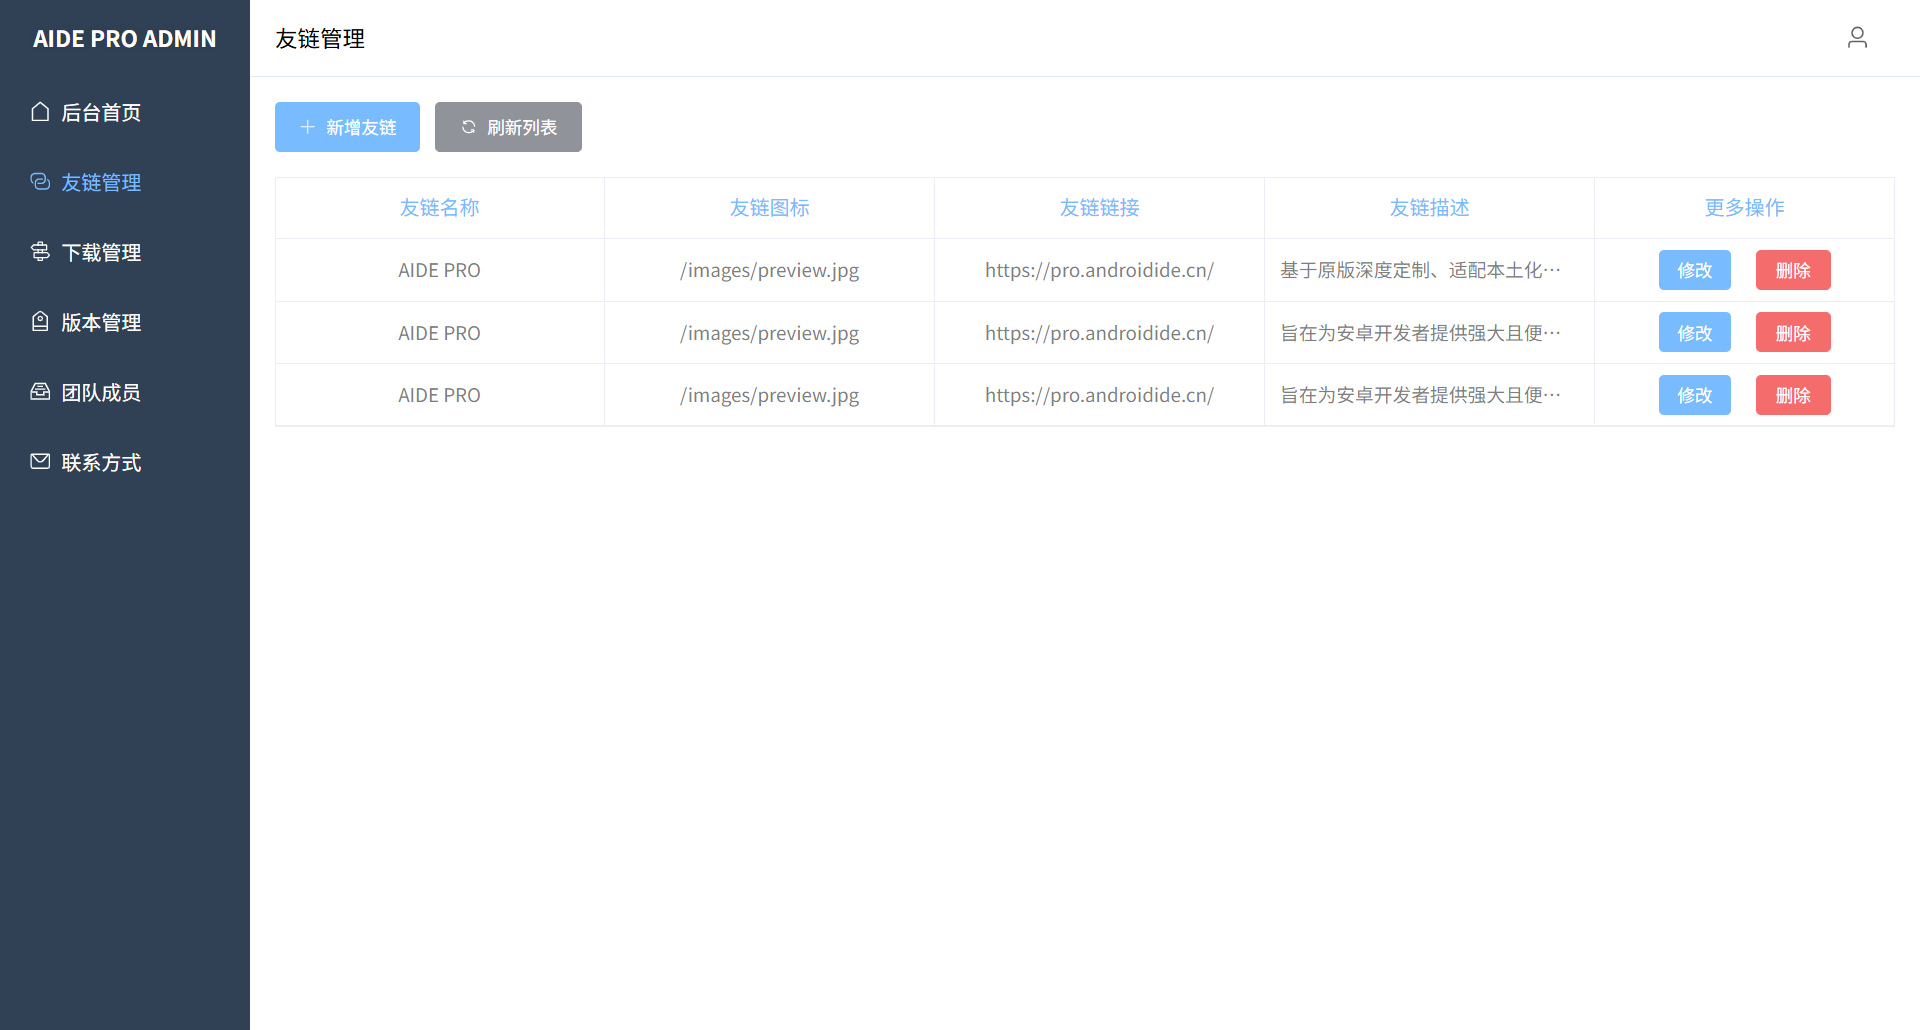 AIDE PRO ADMIN
后台首页
友链管理
下载管理
版本管理
团队成员
联系方式
友链管理
新增友链 刷新列表
友链名称 友链图标 友链链接 友链描述 更多操作
AIDE PRO /images/preview.jpg https://pro.androidide.cn/ 基于原版深度定制、适配本土化… 修改 删除
AIDE PRO /images/preview.jpg https://pro.androidide.cn/ 旨在为安卓开发者提供强大且便… 修改 删除
AIDE PRO /images/preview.jpg https://pro.androidide.cn/ 旨在为安卓开发者提供强大且便… 修改 删除